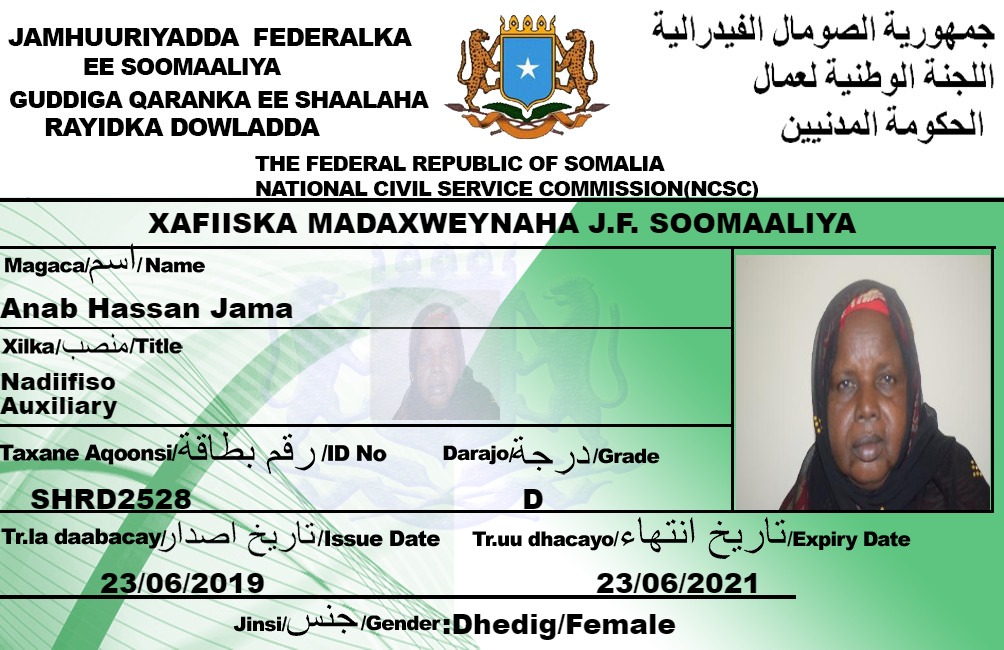 JAMHUURIYADDA FEDERALKA
EE SOOMAALIYA
GUDDIGA QARANKA EE SHAALAHA
RAYIDKA DOWLADDA
جمهورية الصومال الفيدرالية
اللجنة الوطنية لعمال
الحكومة المدنيين
THE FEDERAL REPUBLIC OF SOMALIA
NATIONAL CIVIL SERVICE COMMISSION(NCSC)
XAFIISKA MADAXWEYNAHA J.F. SOOMAALIYA
Magaca/اسم/Name
Anab Hassan Jama
Xilka/منصب/Title
Nadiifiso
Auxiliary
Taxane Aqoonsi/رقم بطاقة/ID No
Darajo/درجة/Grade
SHRD2528
D
Tr.la daabacay/تاريخ اصدار/Issue Date
Tr.uu dhacayo/تاريخ انتهاء/Expiry Date
23/06/2019
23/06/2021
Jinsi/جنس/Gender:Dhedig/Female